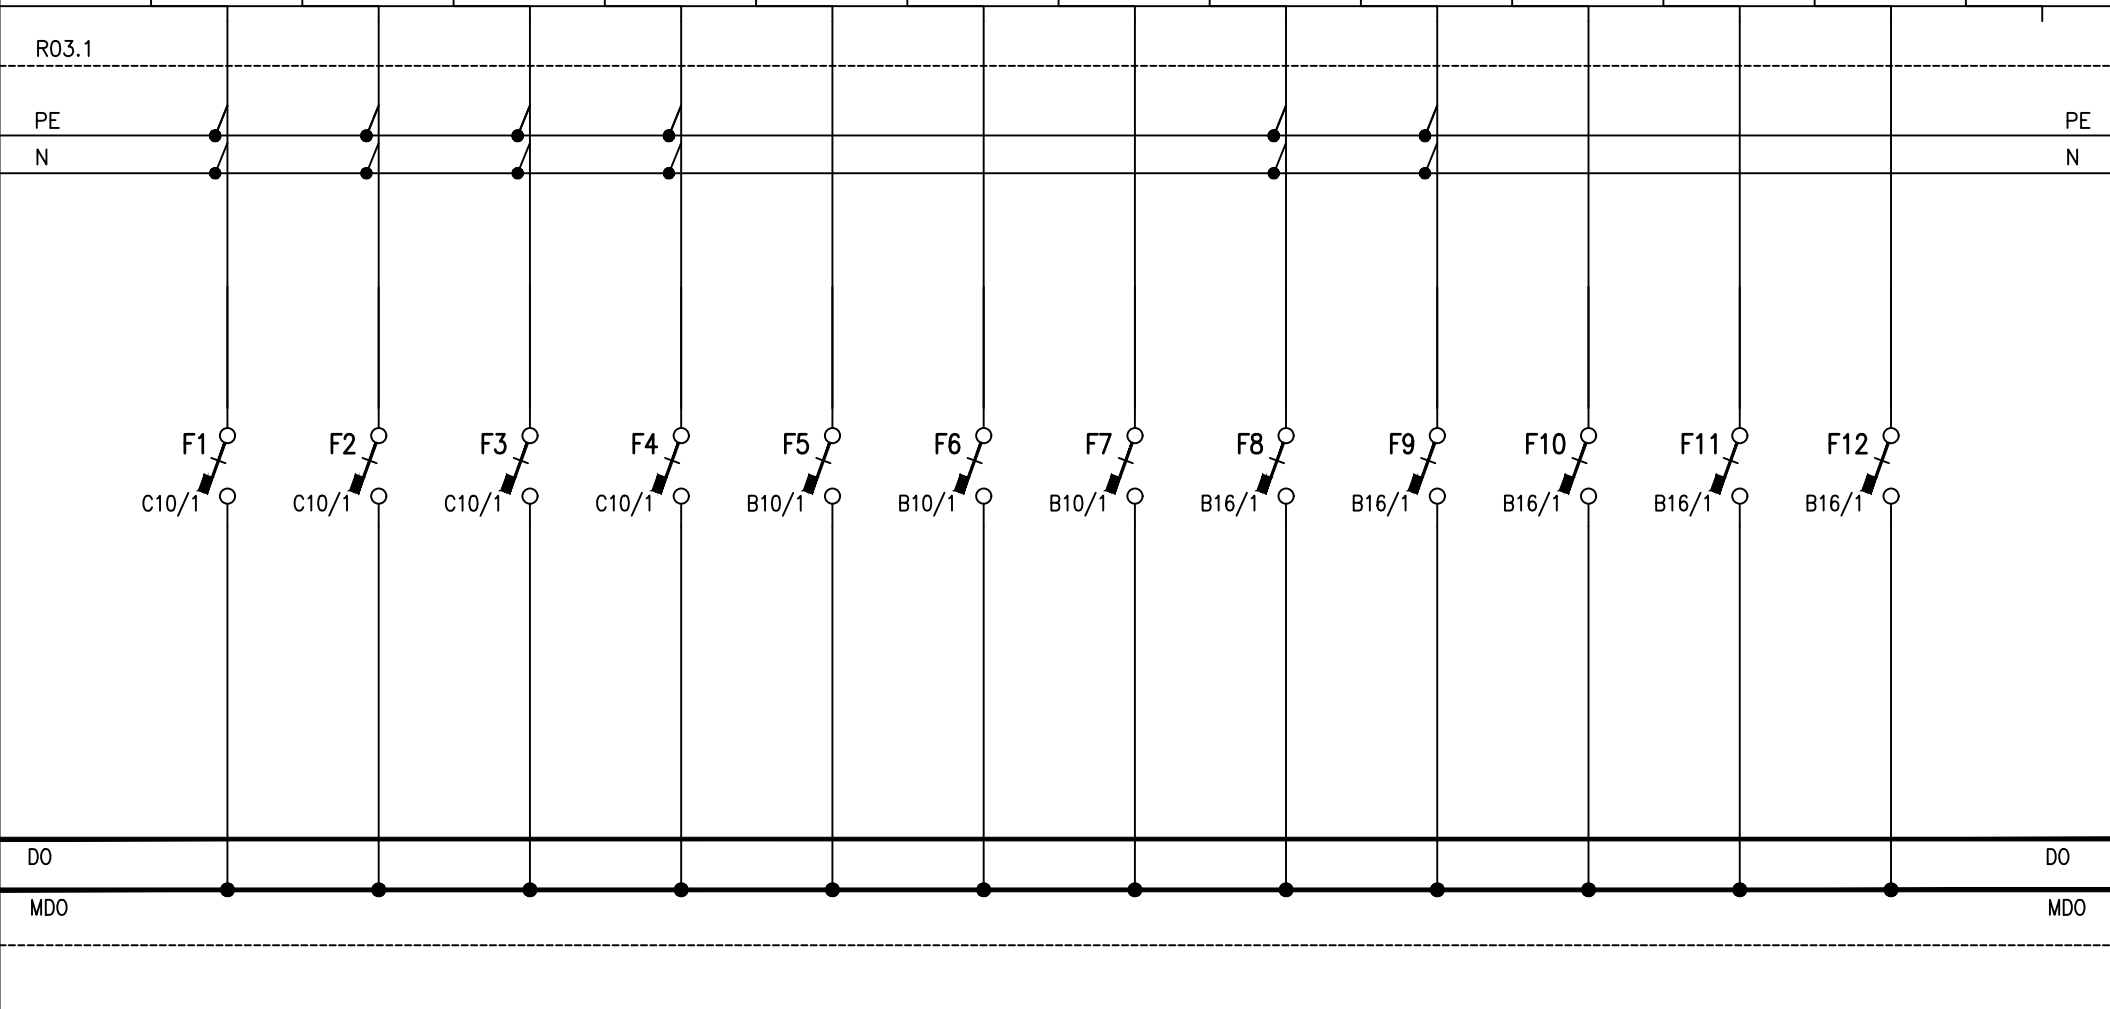 R03.1
PE PE
N N
F1 F2 F3 F4 F5 F6 F7 F8 F9 F10 F11 F12
C10/1 C10/1 C10/1 C10/1 B10/1 B10/1 B10/1 B16/1 B16/1 B16/1 B16/1 B16/1
DO DO
MDO MDO